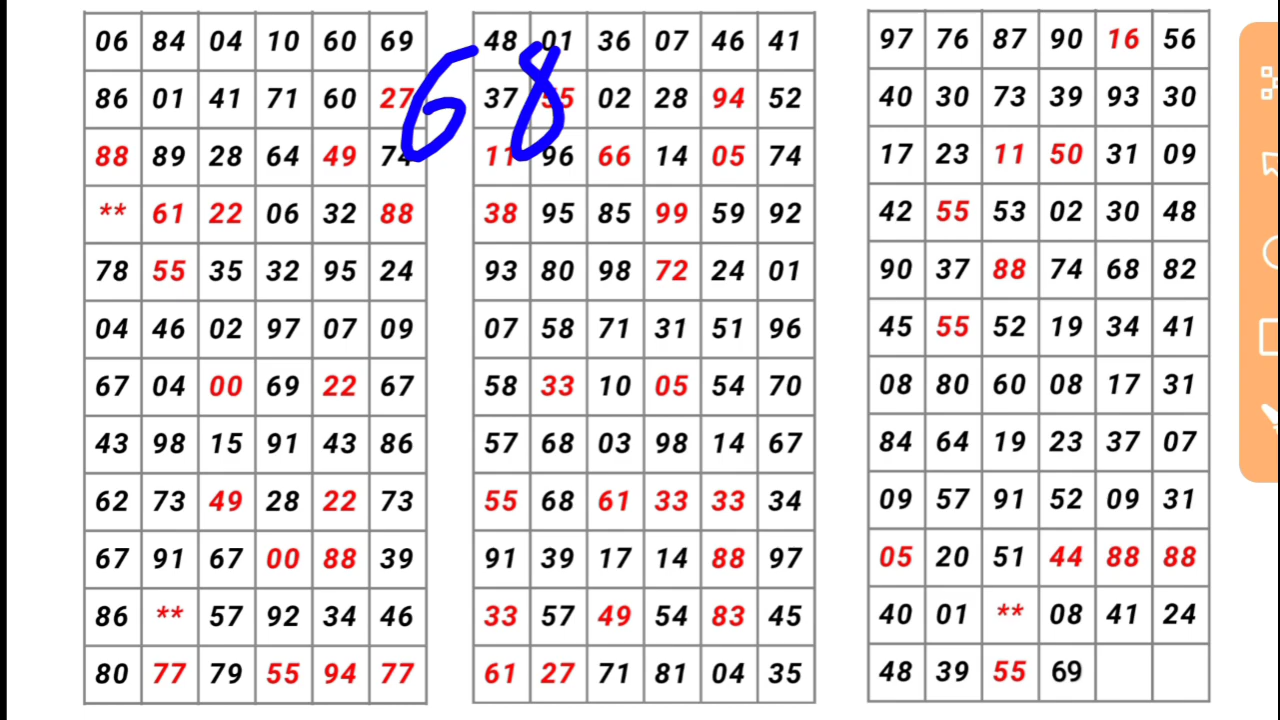 68
06 84 04 10 60 69
86 01 41 71 60 27
88 89 28 64 49 74
** 61 22 06 32 88
78 55 35 32 95 24
04 46 02 97 07 09
67 04 00 69 22 67
43 98 15 91 43 86
62 73 49 28 22 73
67 91 67 00 88 39
86 ** 57 92 34 46
80 77 79 55 94 77
48 01 36 07 46 41
37 55 02 28 94 52
11 96 66 14 05 74
38 95 85 99 59 92
93 80 98 72 24 01
07 58 71 31 51 96
58 33 10 05 54 70
57 68 03 98 14 67
55 68 61 33 33 34
91 39 17 14 88 97
33 57 49 54 83 45
61 27 71 81 04 35
97 76 87 90 16 56
40 30 73 39 93 30
17 23 11 50 31 09
42 55 53 02 30 48
90 37 88 74 68 82
45 55 52 19 34 41
08 80 60 08 17 31
84 64 19 23 37 07
09 57 91 52 09 31
05 20 51 44 88 88
40 01 ** 08 41 24
48 39 55 69